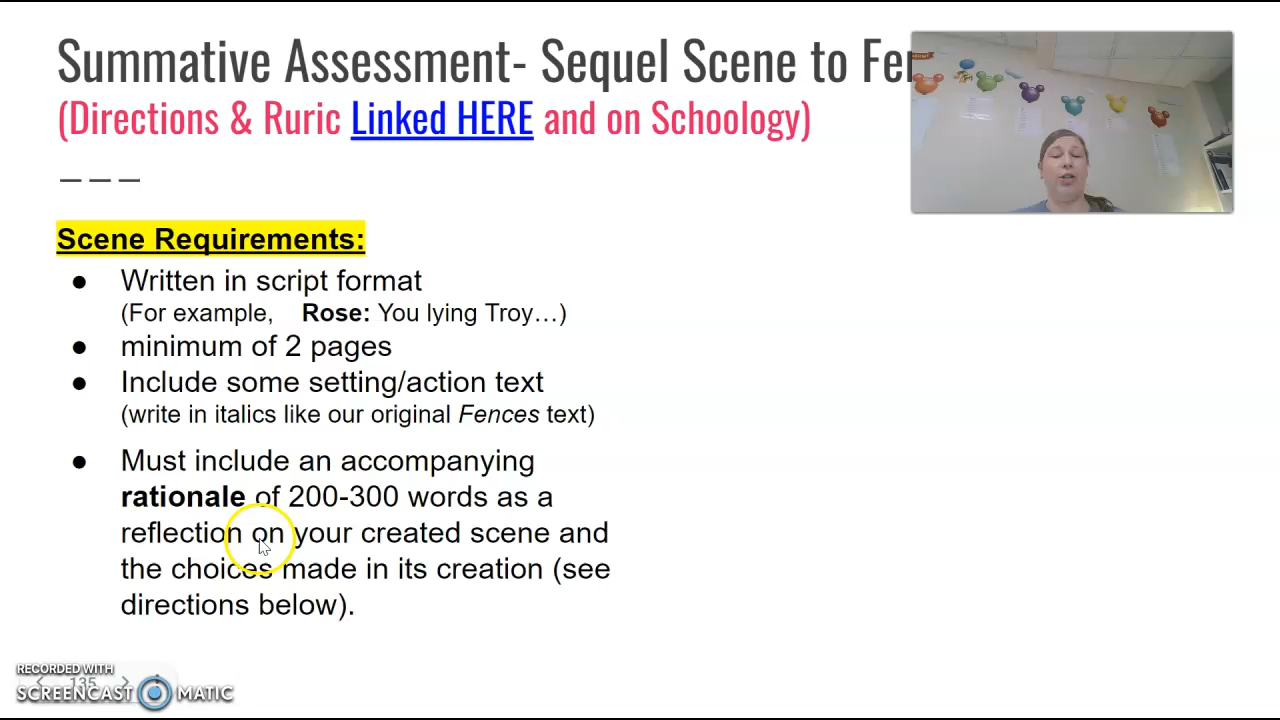 Summative Assessment- Sequel Scene to Fen
(Directions & Ruric Linked HERE and on Schoology)
Scene Requirements:
● Written in script format
(For example, Rose: You lying Troy…)
● minimum of 2 pages
● Include some setting/action text
(write in italics like our original Fences text)
● Must include an accompanying
rationale of 200-300 words as a
reflection on your created scene and
the choices made in its creation (see
directions below).
RECORDED WITH
135
SCREENCAST MATIC